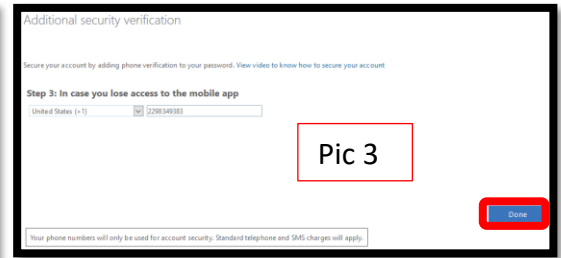 Additional security verification
Secure your account by adding phone verification to your password. View video to know how to secure your account
Step 3: In case you lose access to the mobile app
United States (+1) 2298349383
Pic 3
Done
Your phone numbers will only be used for account security. Standard telephone and SMS charges will apply.